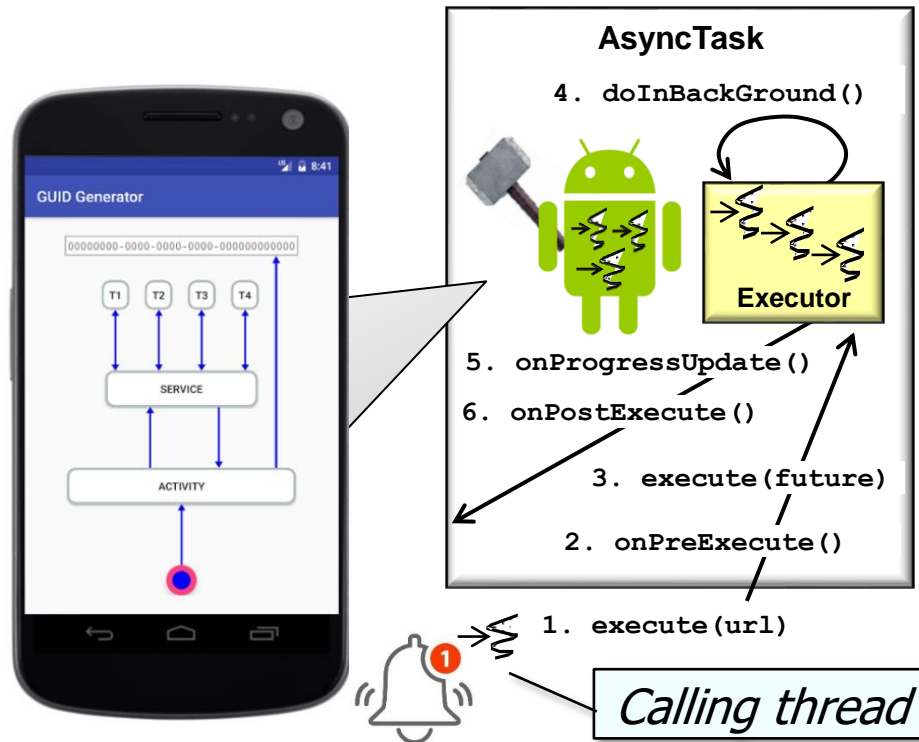 AsyncTask
4. doInBackGround()
Executor
5. onProgressUpdate()
6. onPostExecute()
3. execute(future)
2. onPreExecute()
1. execute(url)
1
Calling thread
8:41
GUID Generator
00000000-0000-0000-0000-000000000000
T1 T2 T3 T4
SERVICE
ACTIVITY